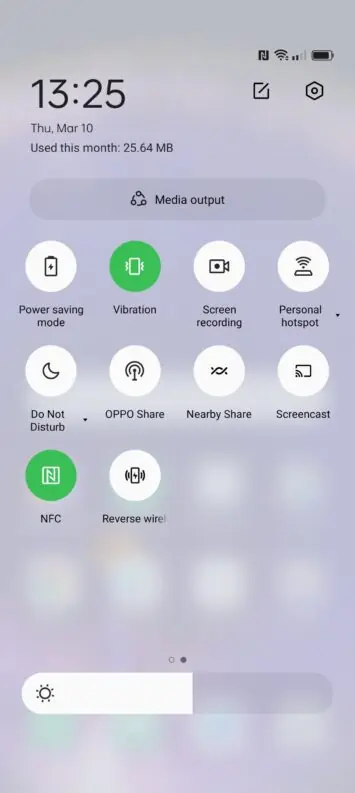 13:25
Thu, Mar 10
Used this month: 25.64 MB
Media output
Power saving
mode
Vibration
Screen
recording
Personal
hotspot
Do Not
Disturb
OPPO Share
Nearby Share
Screencast
NFC
Reverse wirel